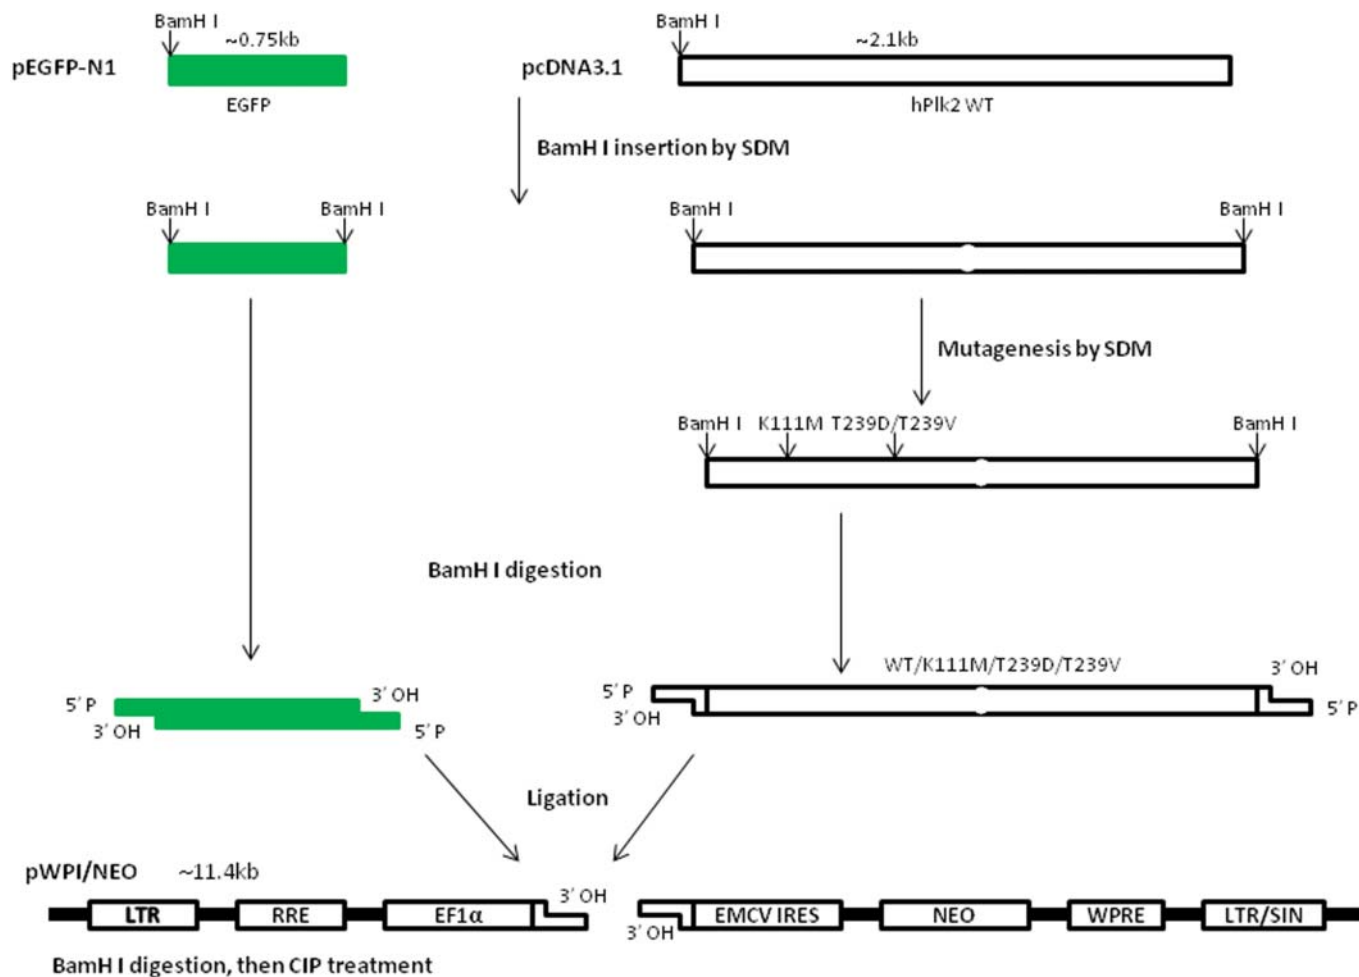 BamH I
~0.75kb
BamH I
~2.1kb
pEGFP-N1
pcDNA3.1
EGFP
hPlk2 WT
BamH I insertion by SDM
BamH I
BamH I
BamH I
BamH I
Mutagenesis by SDM
BamH I
K111M
T239D/T239V
BamH I
BamH I digestion
WT/K111M/T239D/T239V
3´ OH
5´ P
3´ OH
3´ OH
5´ P
5´ P
3´ OH
5´ P
Ligation
pWPI/NEO
~11.4kb
3´ OH
LTR
RRE
EF1α
3´ OH
EMCV IRES
NEO
WPRE
LTR/SIN
BamH I digestion, then CIP treatment